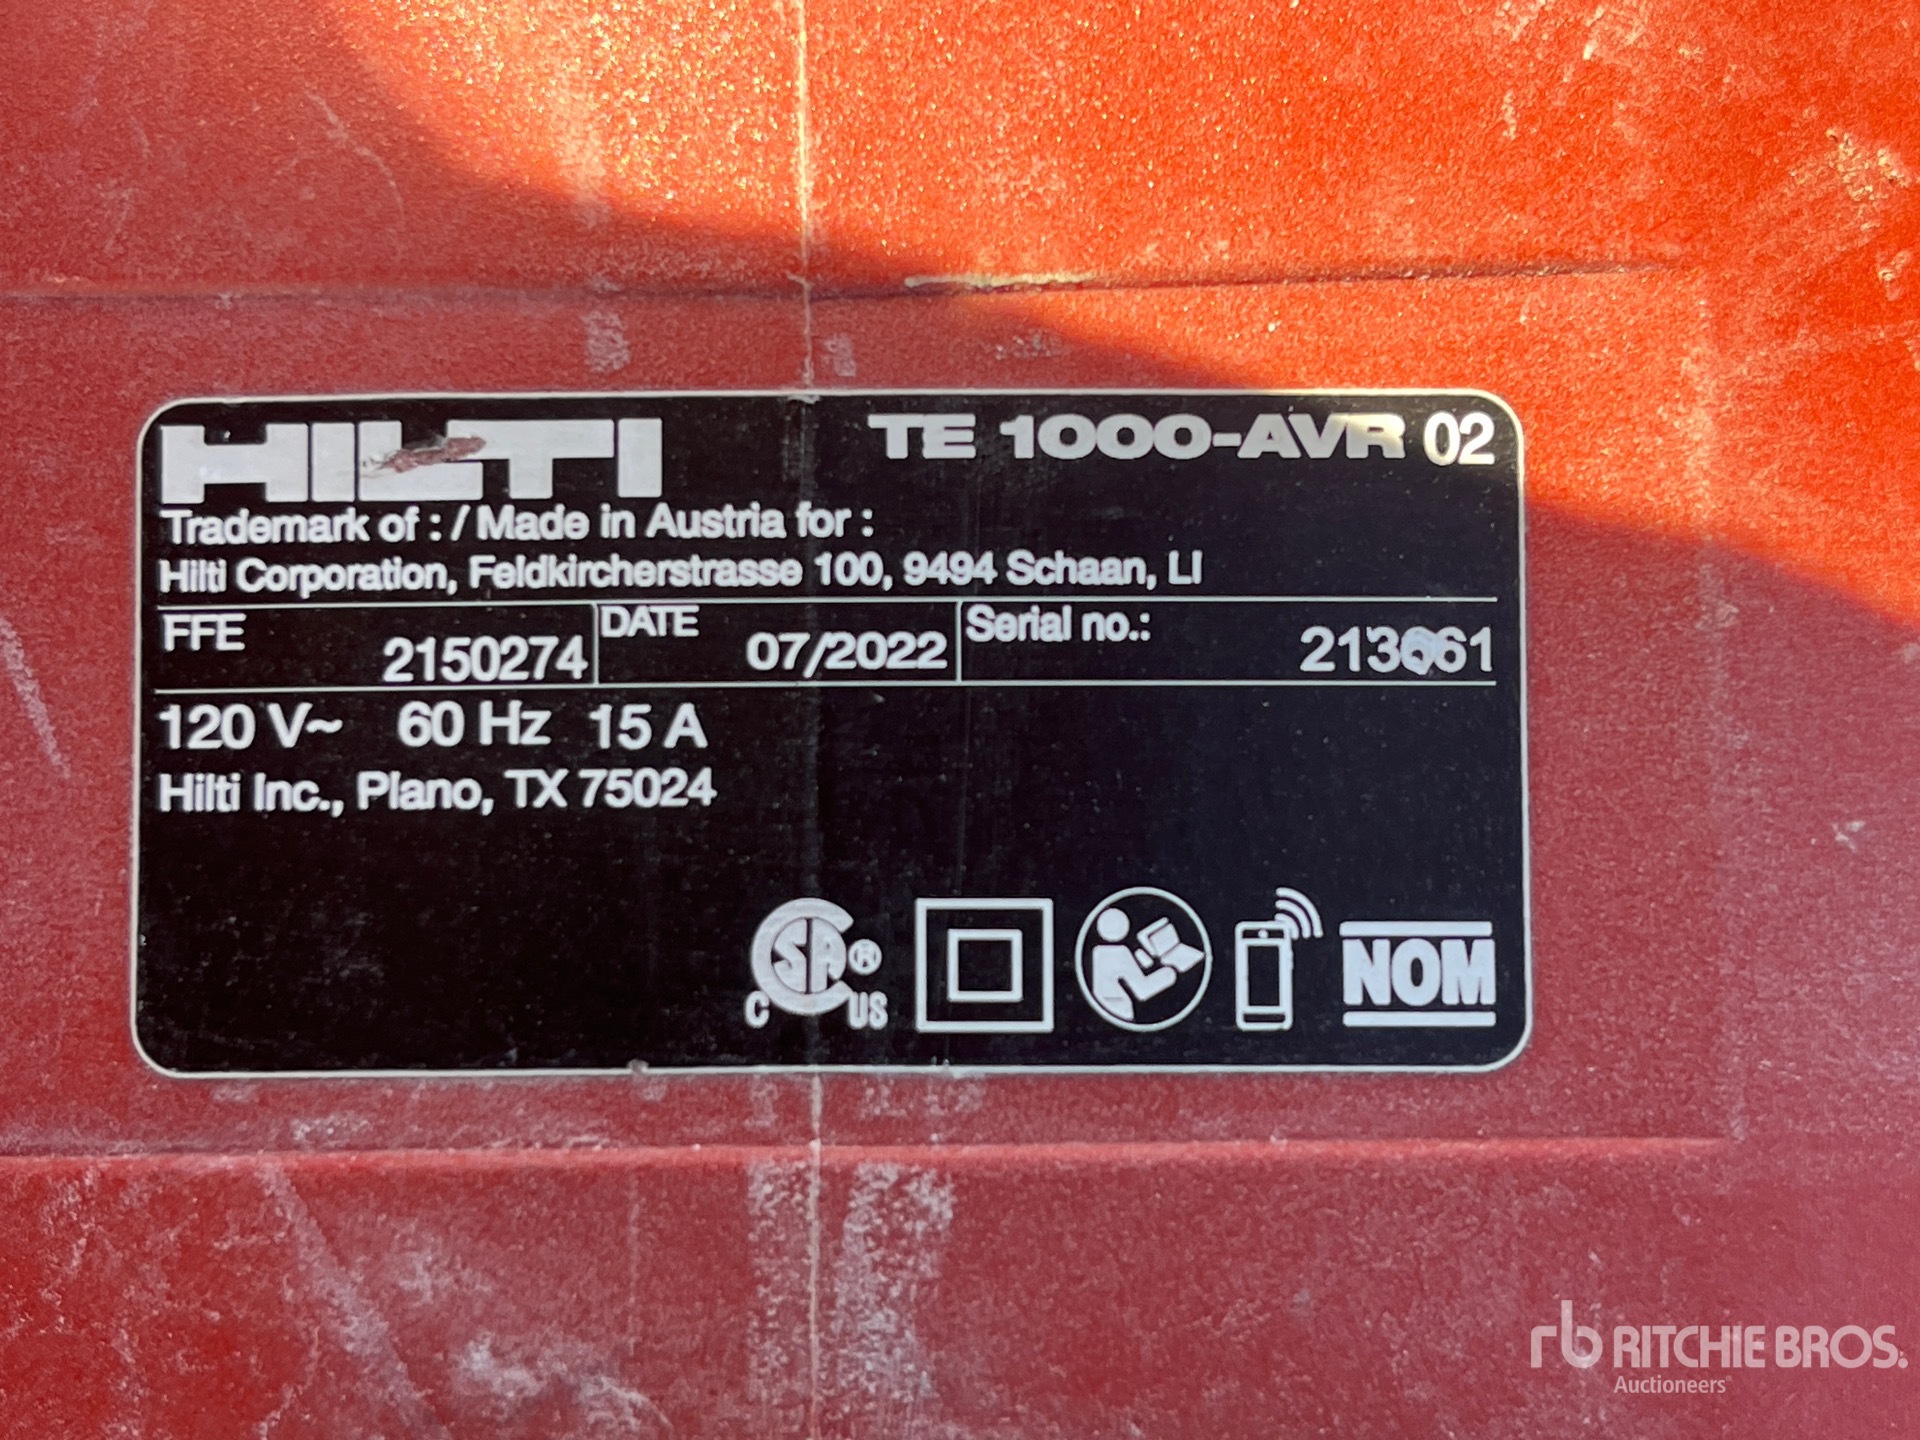 HILTI TE 1000-AVR 02
Trademark of : / Made in Austria for :
Hilti Corporation, Feldkircherstrasse 100, 9494 Schaan, LI
FFE 2150274 DATE 07/2022 Serial no.:
120 V~ 60 Hz 15 A
Hilti Inc., Plano, TX 75024
CSA ® C US NOM
rb RITCHIE BROS.
Auctioneers